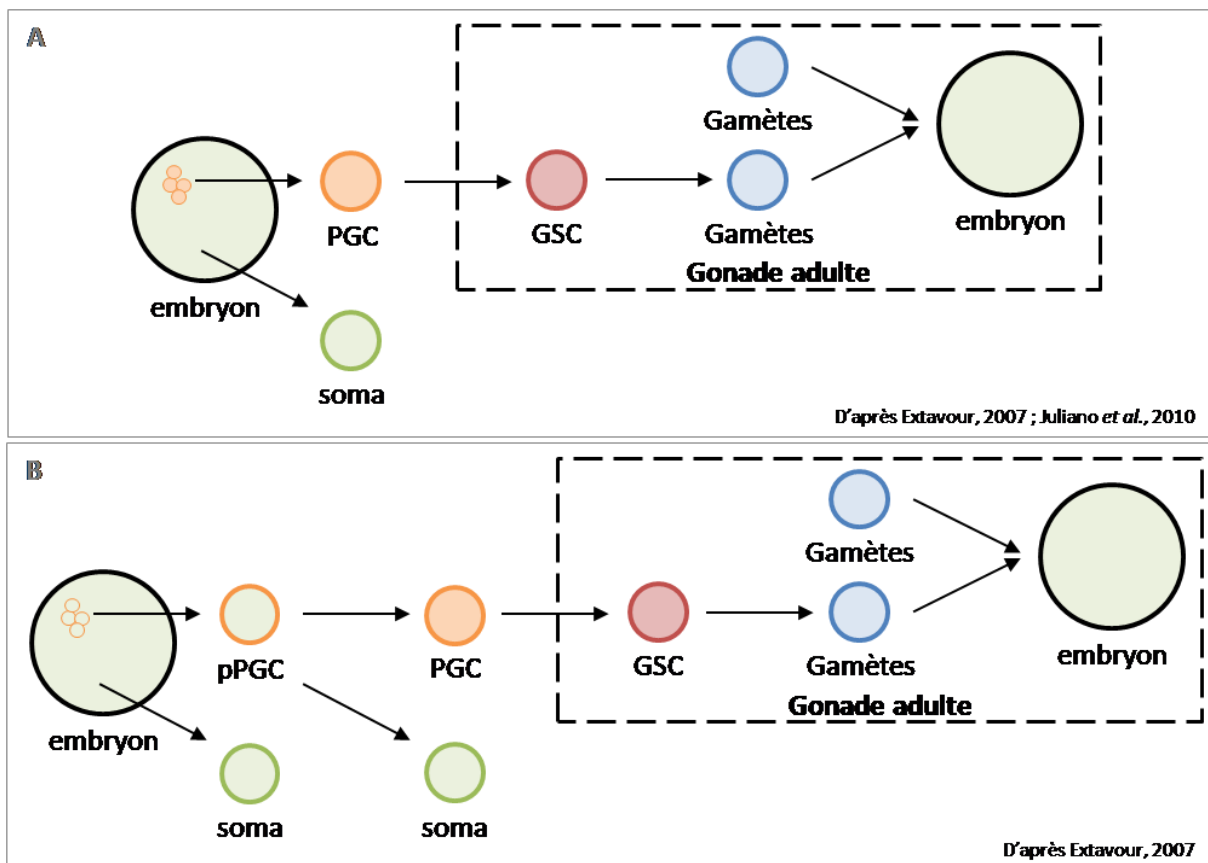 A
Gamètes
PGC
GSC
Gamètes
embryon
embryon
Gonade adulte
soma
D'après Extavour, 2007 ; Juliano et al., 2010
B
Gamètes
pPGC
PGC
GSC
Gamètes
embryon
embryon
Gonade adulte
soma
soma
D'après Extavour, 2007